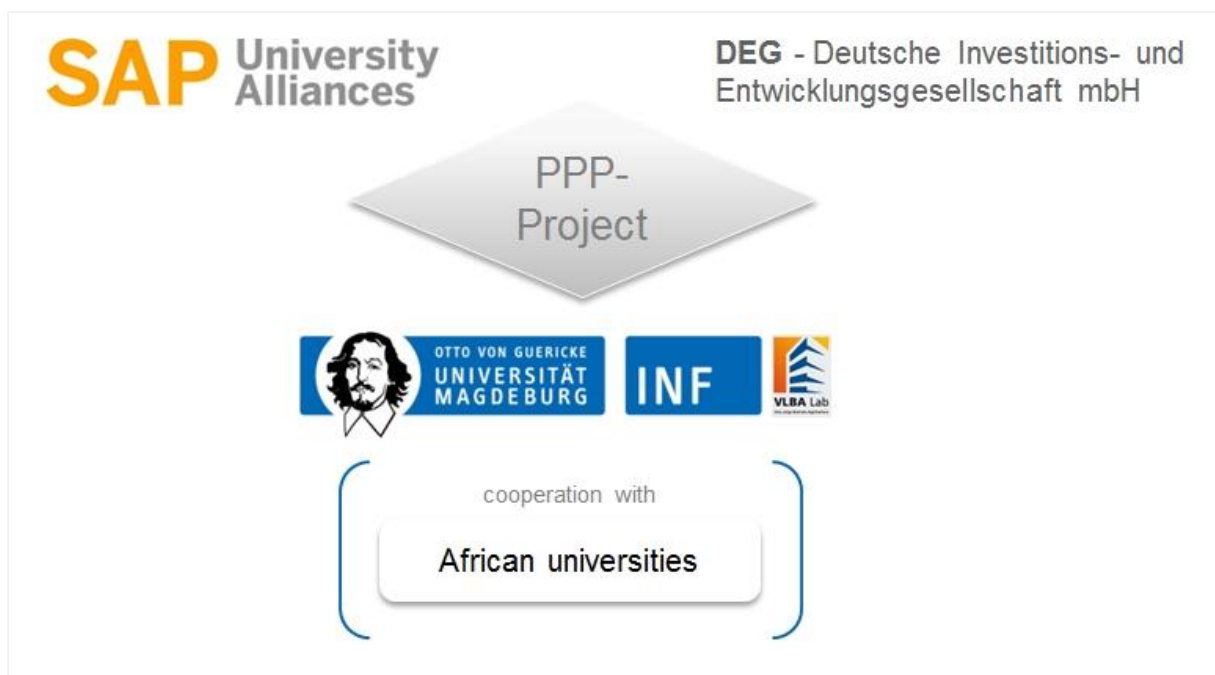 SAP University
Alliances
DEG - Deutsche Investitions- und
Entwicklungsgesellschaft mbH
PPP-
Project
OTTO VON GUERICKE
UNIVERSITÄT
MAGDEBURG
INF
VLBA Lab
cooperation with
African universities